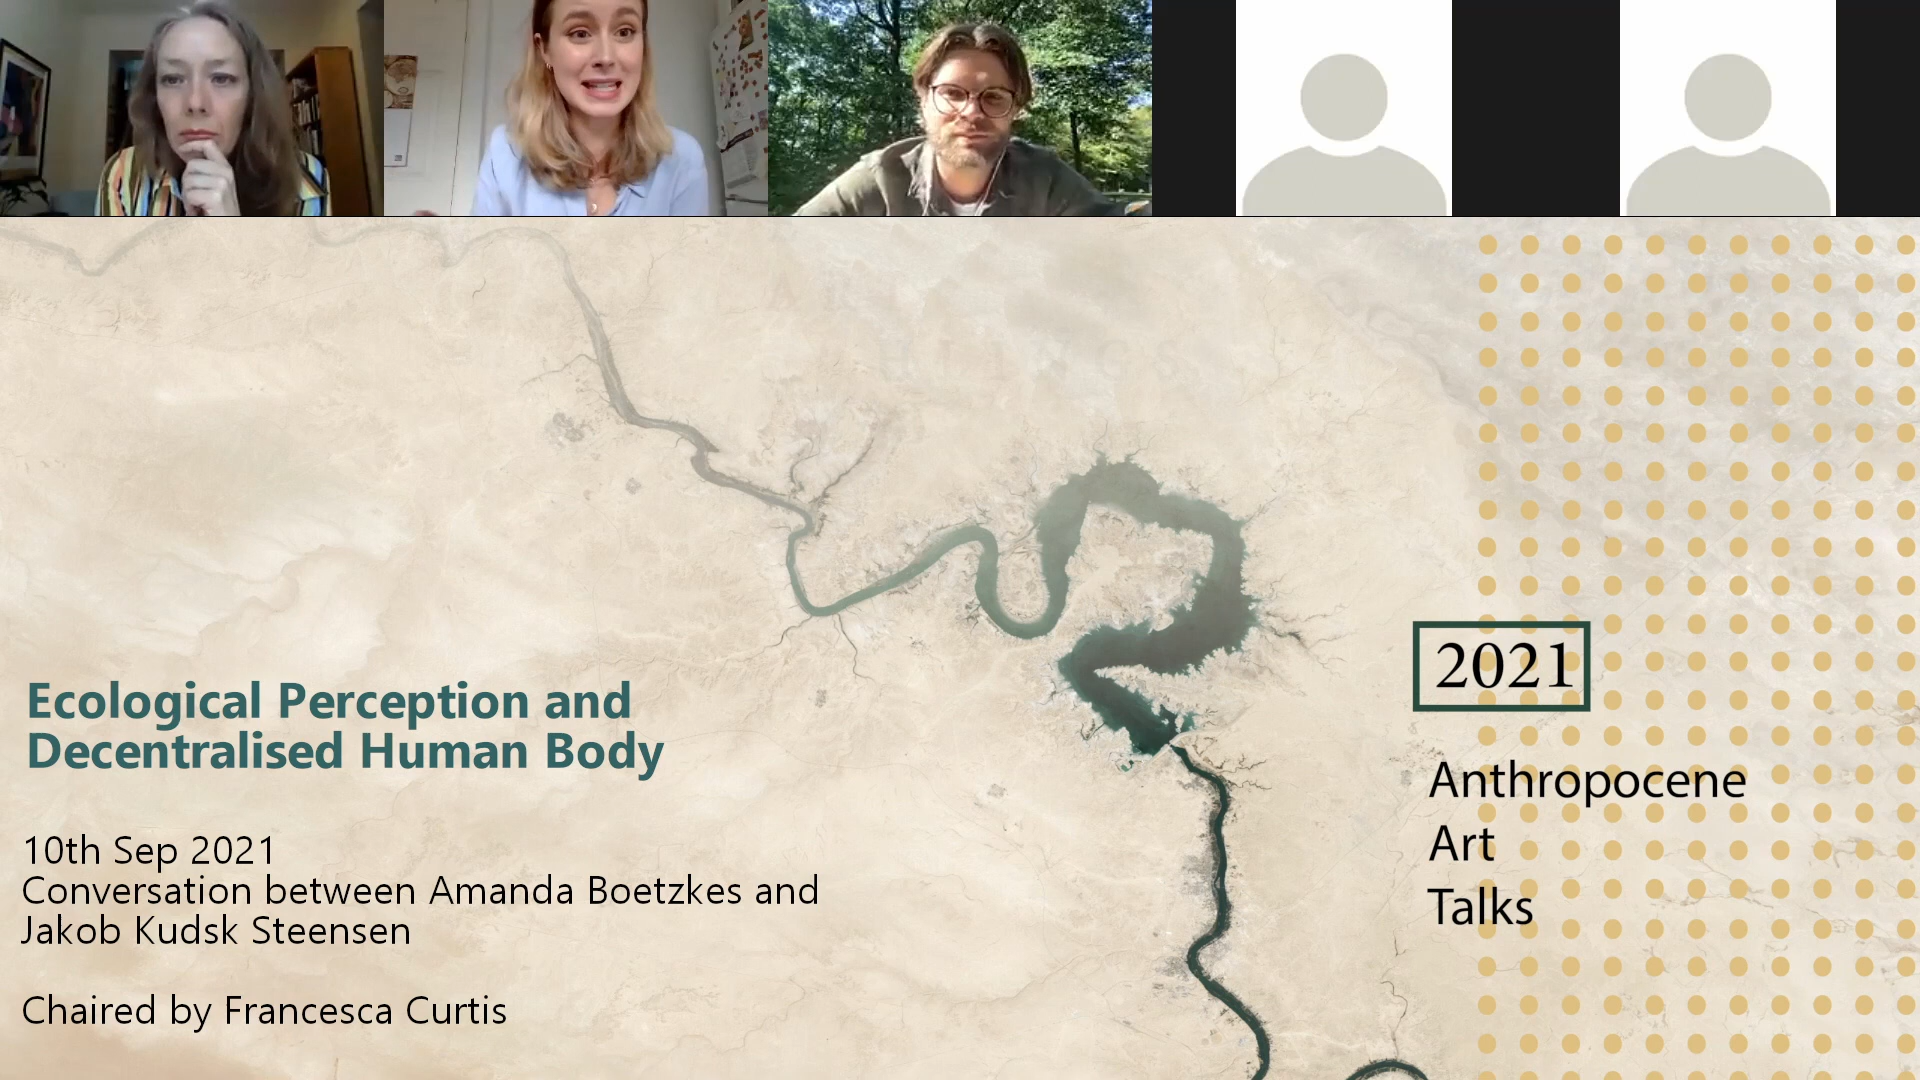 Ecological Perception and
Decentralised Human Body
10th Sep 2021
Conversation between Amanda Boetzkes and
Jakob Kudsk Steensen
Chaired by Francesca Curtis
2021
Anthropocene
Art
Talks